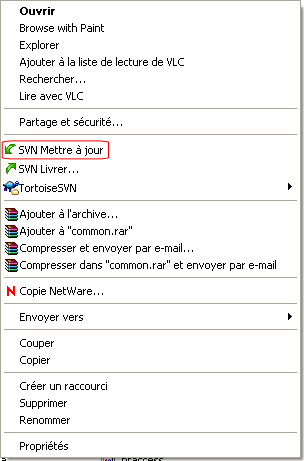 Ouvrir
Browse with Paint
Explorer
Ajouter à la liste de lecture de VLC
Rechercher...
Lire avec VLC
Partage et sécurité...
SVN Mettre à jour
SVN Livrer...
TortoiseSVN
Ajouter à l'archive...
Ajouter à "common.rar"
Compresser et envoyer par e-mail...
Compresser dans "common.rar" et envoyer par e-mail
Copie NetWare...
Envoyer vers
Couper
Copier
Créer un raccourci
Supprimer
Renommer
Propriétés